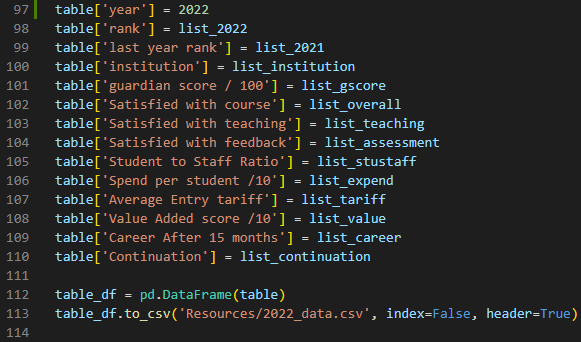 97 table['year'] = 2022
98 table['rank'] = list_2022
99 table['last year rank'] = list_2021
100 table['institution'] = list_institution
101 table['guardian score / 100'] = list_gscore
102 table['Satisfied with course'] = list_overall
103 table['Satisfied with teaching'] = list_teaching
104 table['Satisfied with feedback'] = list_assessment
105 table['Student to Staff Ratio'] = list_stustaff
106 table['Spend per student /10'] = list_expend
107 table['Average Entry tariff'] = list_tariff
108 table['Value Added score /10'] = list_value
109 table['Career After 15 months'] = list_career
110 table['Continuation'] = list_continuation
111
112 table_df = pd.DataFrame(table)
113 table_df.to_csv('Resources/2022_data.csv', index=False, header=True)
114